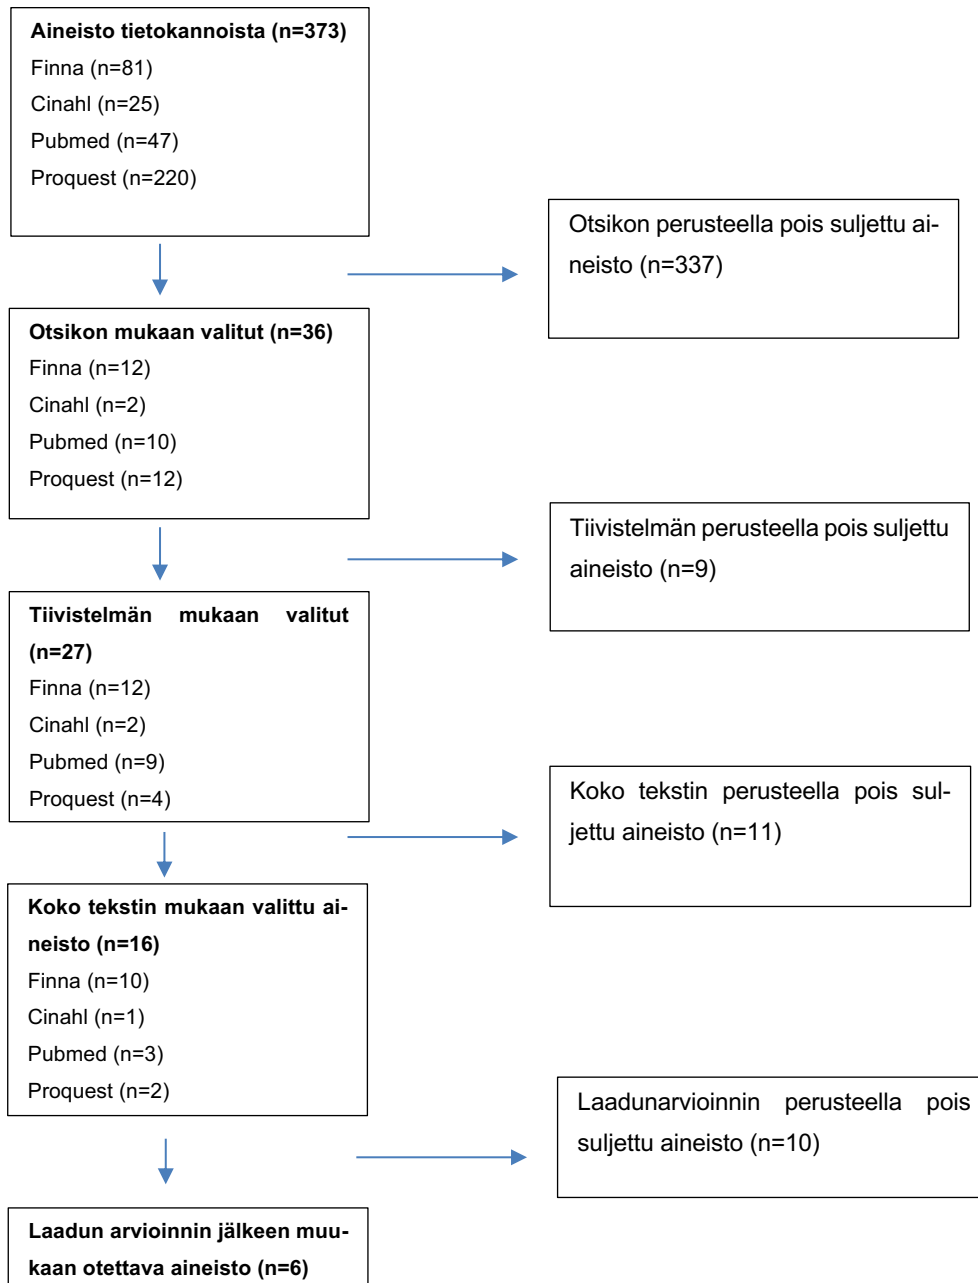 Aineisto tietokannoista (n=373)
Finna (n=81)
Cinahl (n=25)
Pubmed (n=47)
Proquest (n=220)
Otsikon perusteella pois suljettu ai-
neisto (n=337)
Otsikon mukaan valitut (n=36)
Finna (n=12)
Cinahl (n=2)
Pubmed (n=10)
Proquest (n=12)
Tiivistelmän perusteella pois suljettu
aineisto (n=9)
Tiivistelmän mukaan valitut
(n=27)
Finna (n=12)
Cinahl (n=2)
Pubmed (n=9)
Proquest (n=4)
Koko tekstin perusteella pois sul-
jettu aineisto (n=11)
Koko tekstin mukaan valittu ai-
neisto (n=16)
Finna (n=10)
Cinahl (n=1)
Pubmed (n=3)
Proquest (n=2)
Laadunarvioinnin perusteella pois
suljettu aineisto (n=10)
Laadun arvioinnin jälkeen muu-
kaan otettava aineisto (n=6)